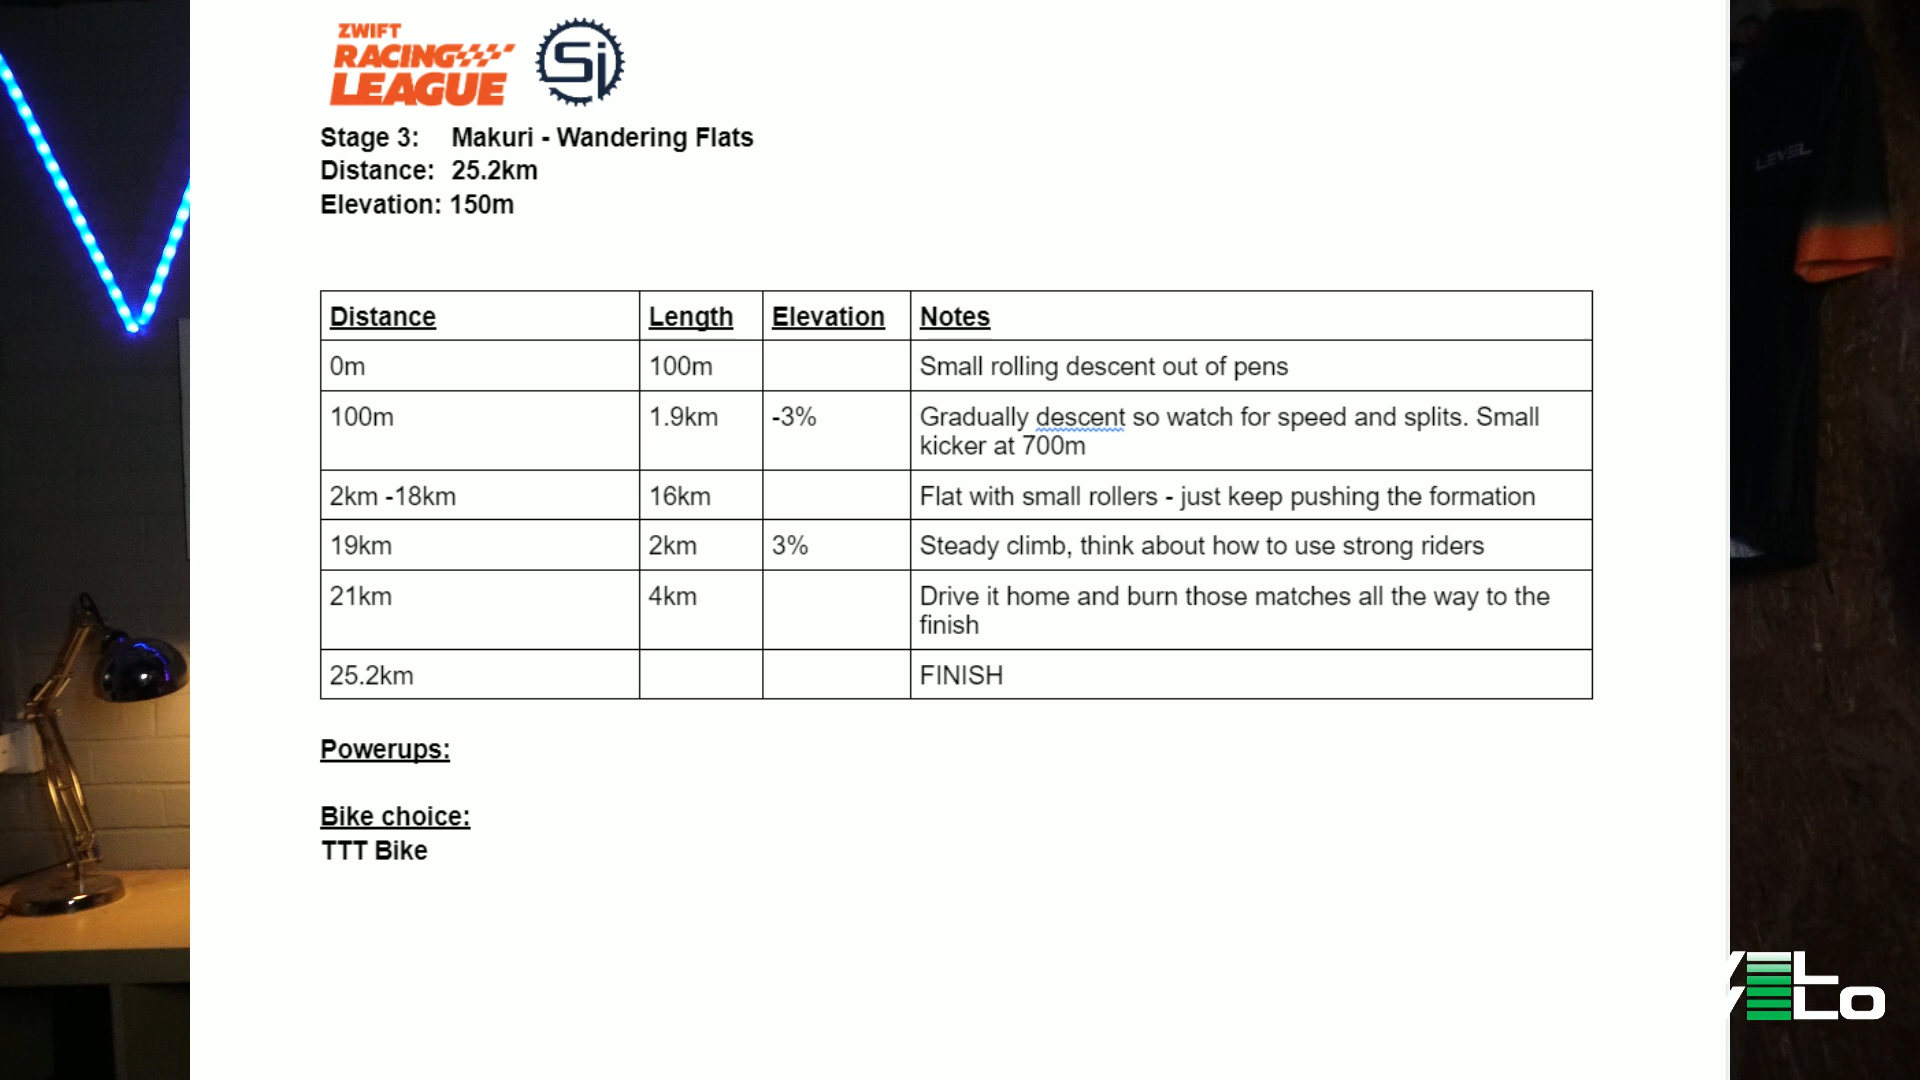 ZWIFT
RACING
LEAGUE
Si
Stage 3: Makuri - Wandering Flats
Distance: 25.2km
Elevation: 150m
Distance Length Elevation Notes
0m 100m Small rolling descent out of pens
100m 1.9km -3% Gradually descent so watch for speed and splits. Small
kicker at 700m
2km -18km 16km Flat with small rollers - just keep pushing the formation
19km 2km 3% Steady climb, think about how to use strong riders
21km 4km Drive it home and burn those matches all the way to the
finish
25.2km FINISH
Powerups:
Bike choice:
TTT Bike
LEVEL